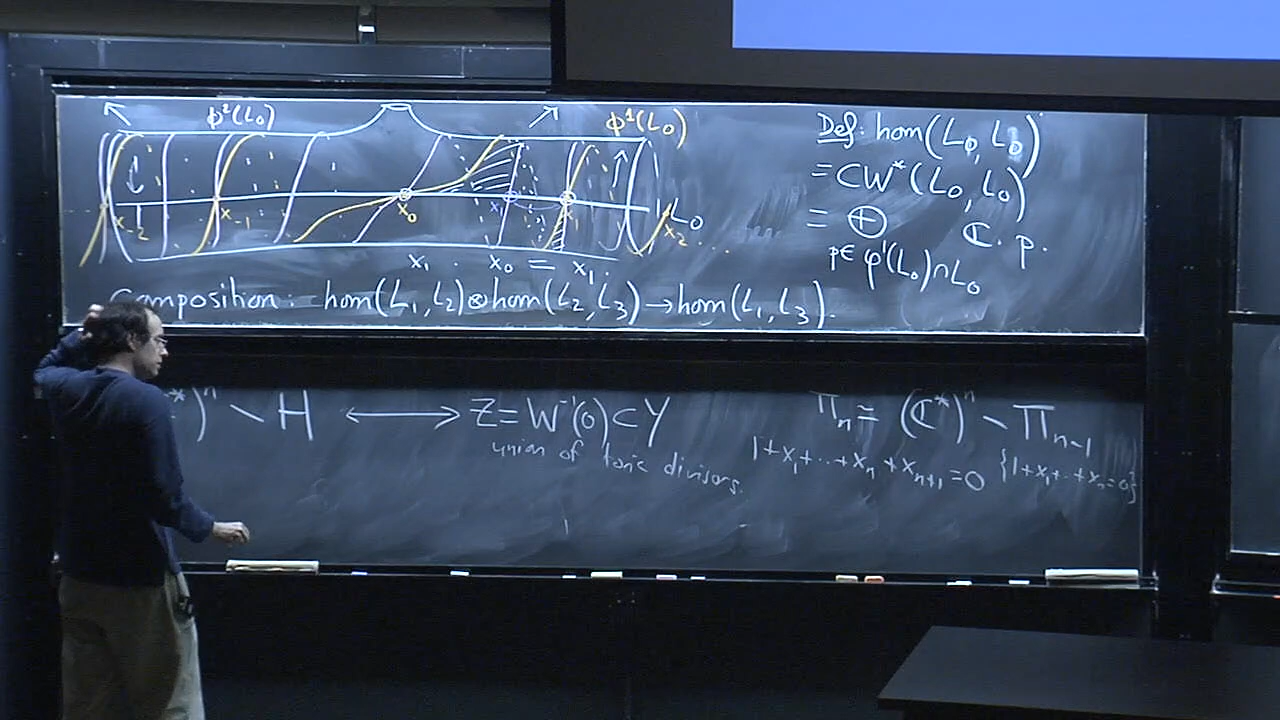 ϕ²(L₀)
ϕ¹(L₀)
x₋₂
x₋₁
x₀
x₁
L₀
x₂ ...
x₁ · x₀ = x₁.
Composition: hom(L₁, L₂) ⊗ hom(L₂, L₃) → hom(L₁, L₃).
Def: hom(L₀, L₀)
= CW*(L₀, L₀)
= ⊕ ℂ. p.
p∈ φ¹(L₀)∩L₀
*)ⁿ \ H ⟷ Z = W⁻¹(0) ⊂ Y
union of toric divisors.
Πₙ = (ℂ*)ⁿ \ Πₙ₋₁
1+x₁+...+xₙ+xₙ₊₁=0 {1+x₁+..+xₙ=0}